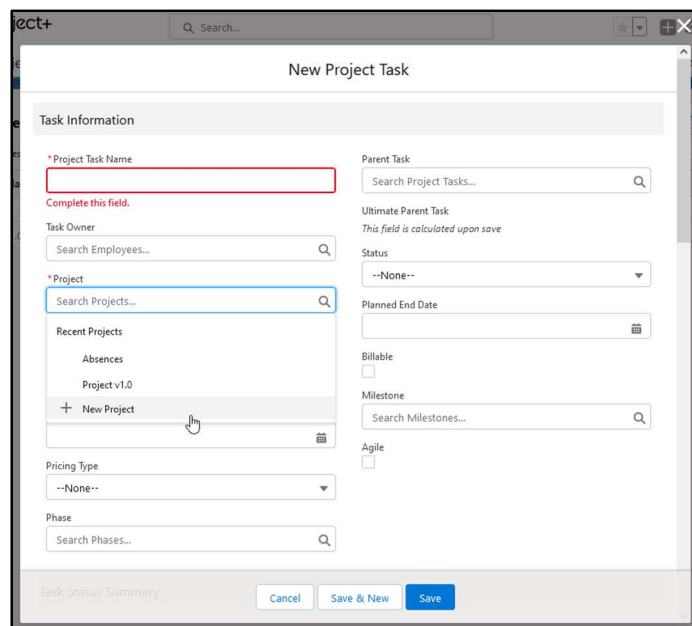 ject+
Search...
New Project Task
Task Information
* Project Task Name
Complete this field.
Task Owner
Search Employees...
* Project
Search Projects...
Recent Projects
Absences
Project v1.0
New Project
Pricing Type
--None--
Phase
Search Phases...
Parent Task
Search Project Tasks...
Ultimate Parent Task
This field is calculated upon save
Status
--None--
Planned End Date
Billable
Milestone
Search Milestones...
Agile
Task Status Summary
Cancel
Save & New
Save